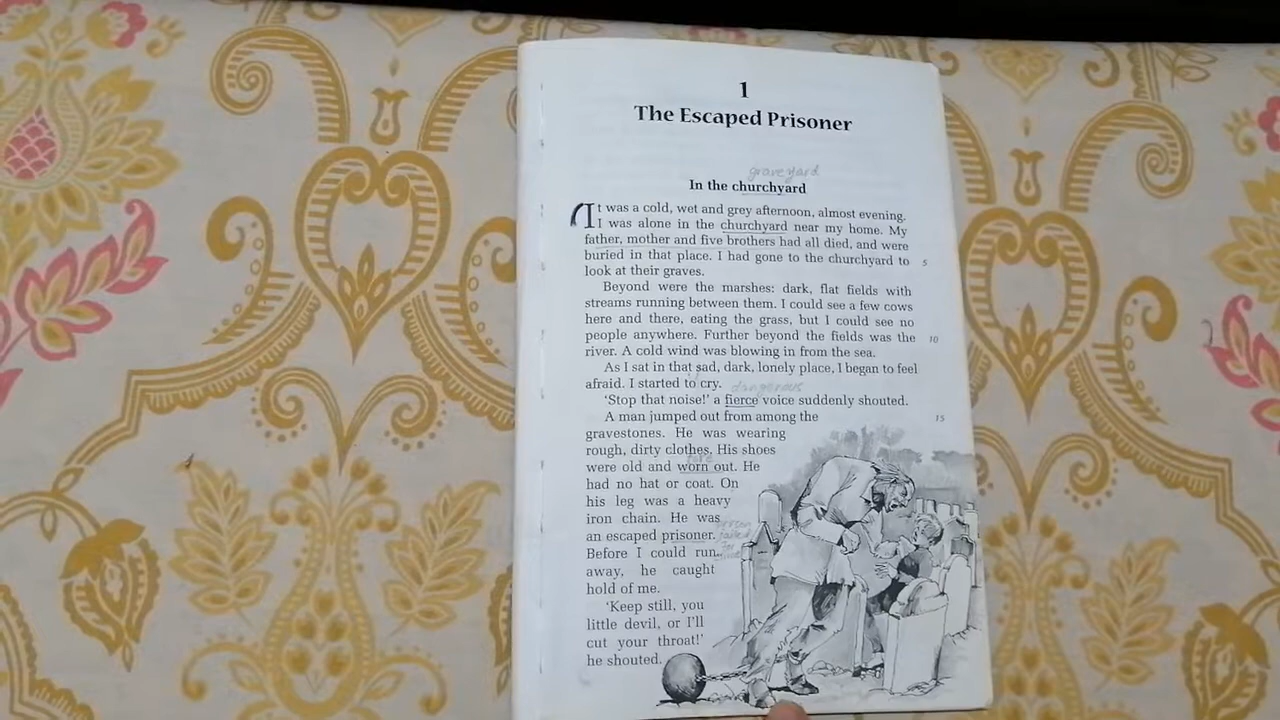 1
The Escaped Prisoner
graveyard
In the churchyard
It was a cold, wet and grey afternoon, almost evening.
I was alone in the churchyard near my home. My
father, mother and five brothers had all died, and were
buried in that place. I had gone to the churchyard to 5
look at their graves.
Beyond were the marshes: dark, flat fields with
streams running between them. I could see a few cows
here and there, eating the grass, but I could see no
people anywhere. Further beyond the fields was the 10
river. A cold wind was blowing in from the sea.
As I sat in that sad, dark, lonely place, I began to feel
afraid. I started to cry.
dangerous
'Stop that noise!' a fierce voice suddenly shouted.
A man jumped out from among the 15
gravestones. He was wearing
rough, dirty clothes. His shoes
were old and worn out. He
had no hat or coat. On
his leg was a heavy
iron chain. He was
an escaped prisoner.
Before I could run
away, he caught
hold of me.
'Keep still, you
little devil, or I'll
cut your throat!'
he shouted.